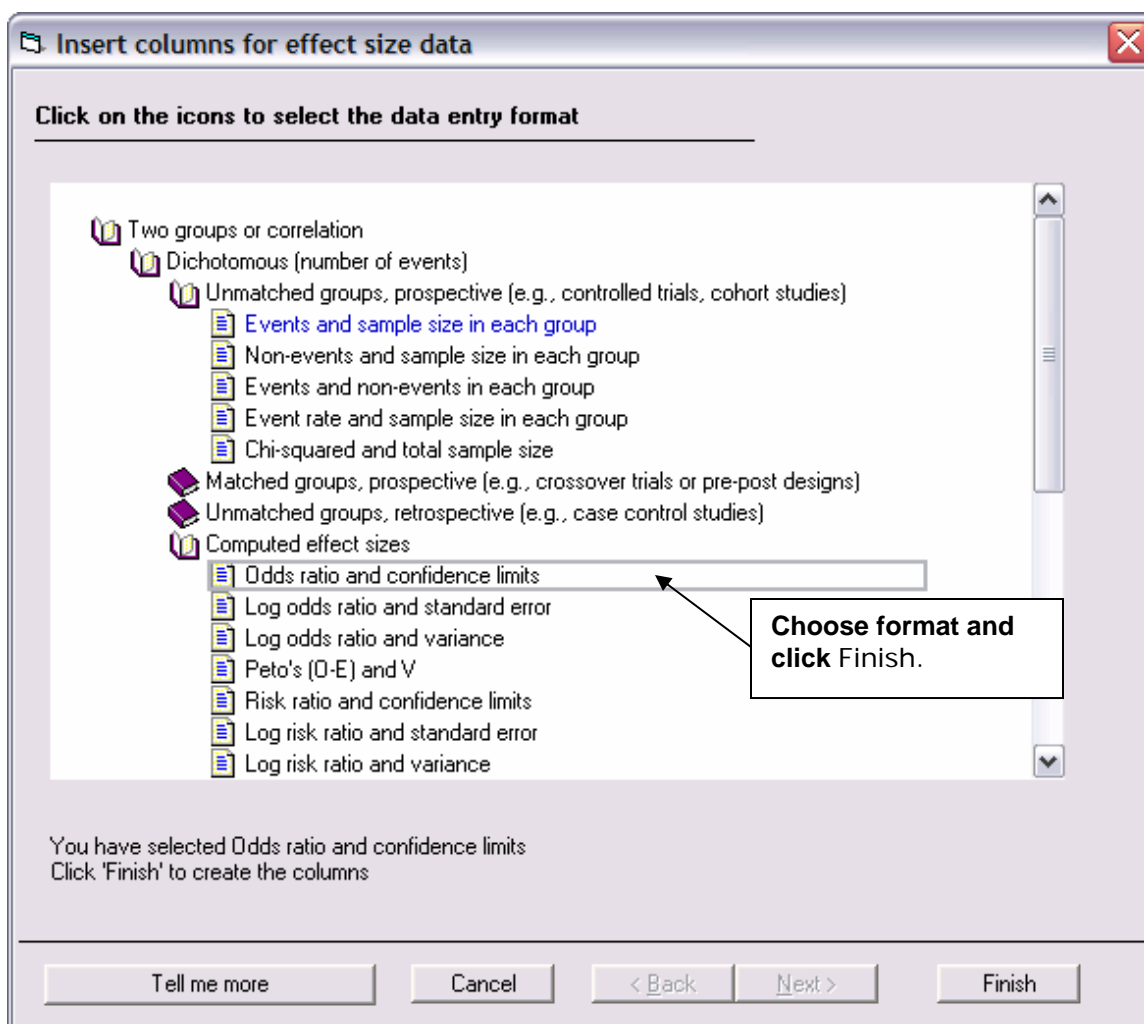 Insert columns for effect size data
Click on the icons to select the data entry format
Two groups or correlation
Dichotomous (number of events)
Unmatched groups, prospective (e.g., controlled trials, cohort studies)
Events and sample size in each group
Non-events and sample size in each group
Events and non-events in each group
Event rate and sample size in each group
Chi-squared and total sample size
Matched groups, prospective (e.g., crossover trials or pre-post designs)
Unmatched groups, retrospective (e.g., case control studies)
Computed effect sizes
Odds ratio and confidence limits
Log odds ratio and standard error
Log odds ratio and variance
Peto's (O-E) and V
Risk ratio and confidence limits
Log risk ratio and standard error
Log risk ratio and variance
Choose format and
click Finish.
You have selected Odds ratio and confidence limits
Click 'Finish' to create the columns
Tell me more
Cancel
< Back
Next >
Finish